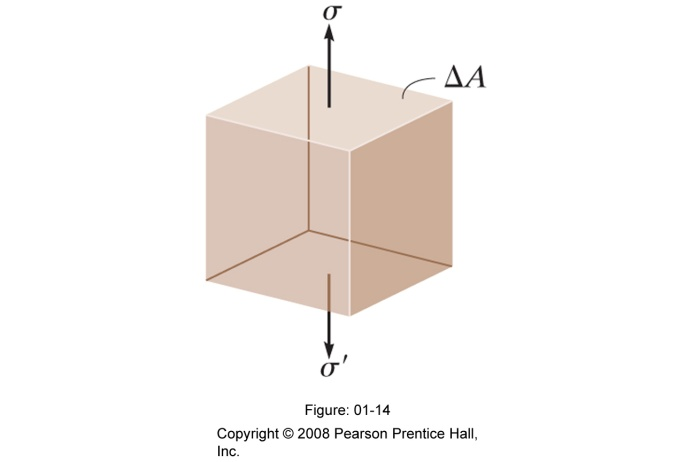 σ
ΔA
σ′
Figure: 01-14
Copyright © 2008 Pearson Prentice Hall,
Inc.